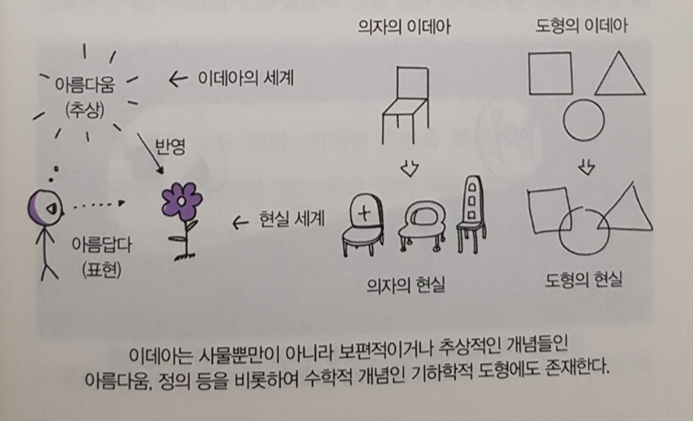 의자의 이데아
도형의 이데아
아름다움
(추상)
← 이데아의 세계
반영
아름답다
(표현)
← 현실 세계
의자의 현실
도형의 현실
이데아는 사물뿐만이 아니라 보편적이거나 추상적인 개념들인
아름다움, 정의 등을 비롯하여 수학적 개념인 기하학적 도형에도 존재한다.